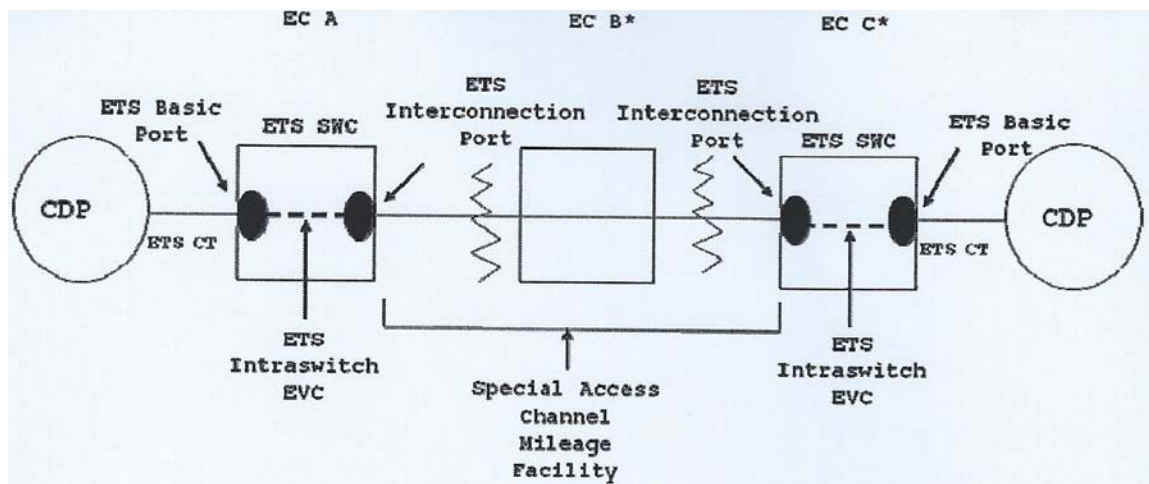 EC A
EC B*
EC C*
ETS
Interconnection
Port
ETS
Interconnection
Port
ETS Basic
Port
ETS SWC
ETS SWC
ETS Basic
Port
CDP
CDP
ETS CT
ETS CT
ETS
Intraswitch
EVC
ETS
Intraswitch
EVC
Special Access
Channel
Mileage
Facility